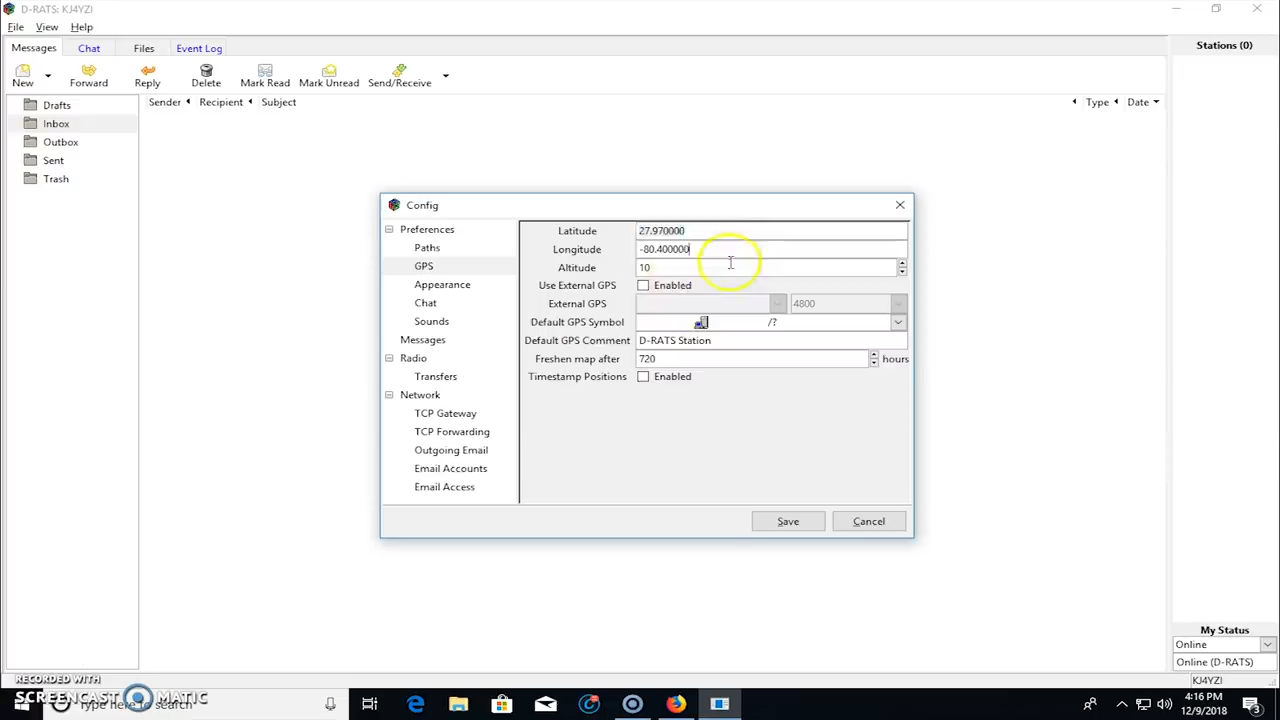 D-RATS: KJ4YZI
File View Help
Messages Chat Files Event Log
Stations (0)
New Forward Reply Delete Mark Read Mark Unread Send/Receive
Sender Recipient Subject Type Date
Drafts
Inbox
Outbox
Sent
Trash
Config
Preferences
Paths
GPS
Appearance
Chat
Sounds
Messages
Radio
Transfers
Network
TCP Gateway
TCP Forwarding
Outgoing Email
Email Accounts
Email Access
Latitude 27.970000
Longitude -80.400000
Altitude 10
Use External GPS Enabled
External GPS 4800
Default GPS Symbol /?
Default GPS Comment D-RATS Station
Freshen map after 720 hours
Timestamp Positions Enabled
Save Cancel
My Status
Online
Online (D-RATS)
KJ4YZI
RECORDED WITH
SCREENCAST MATIC
Type here to search
4:16 PM
12/9/2018
3